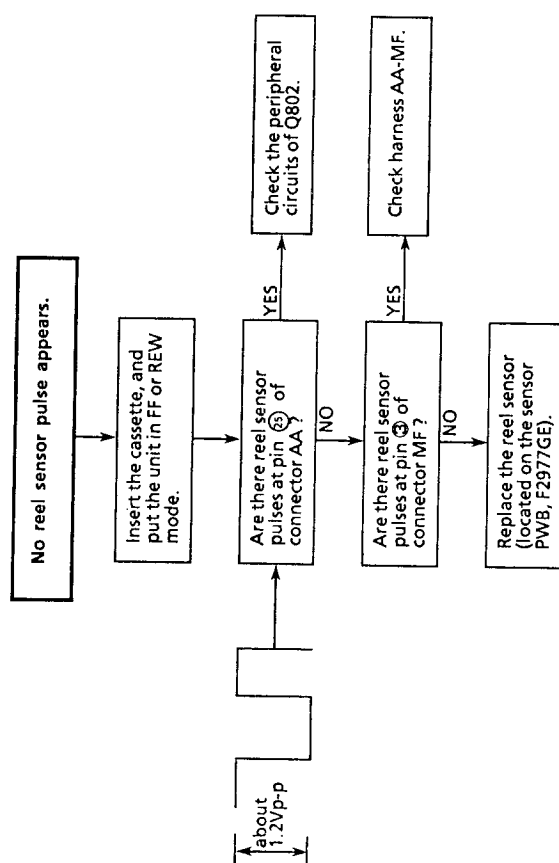 No reel sensor pulse appears.
Insert the cassette, and
put the unit in FF or REW
mode.
about
1.2Vp-p
Are there reel sensor
pulses at pin ㉕ of
connector AA ?
YES
Check the peripheral
circuits of Q802.
NO
Are there reel sensor
pulses at pin ③ of
connector MF ?
YES
Check harness AA-MF.
NO
Replace the reel sensor
(located on the sensor
PWB, F2977GE).